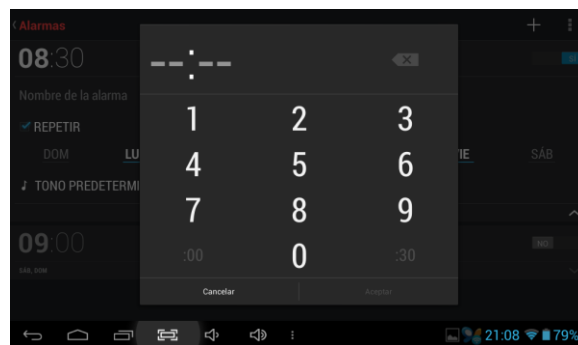 Alarmas
08:30
--:--
SÍ
Nombre de la alarma
REPETIR
1 2 3
DOM LU IE SÁB
4 5 6
TONO PREDETERMI
7 8 9
09:00
NO
:00 0 :30
SÁB, DOM
Cancelar Aceptar
21:08 79%